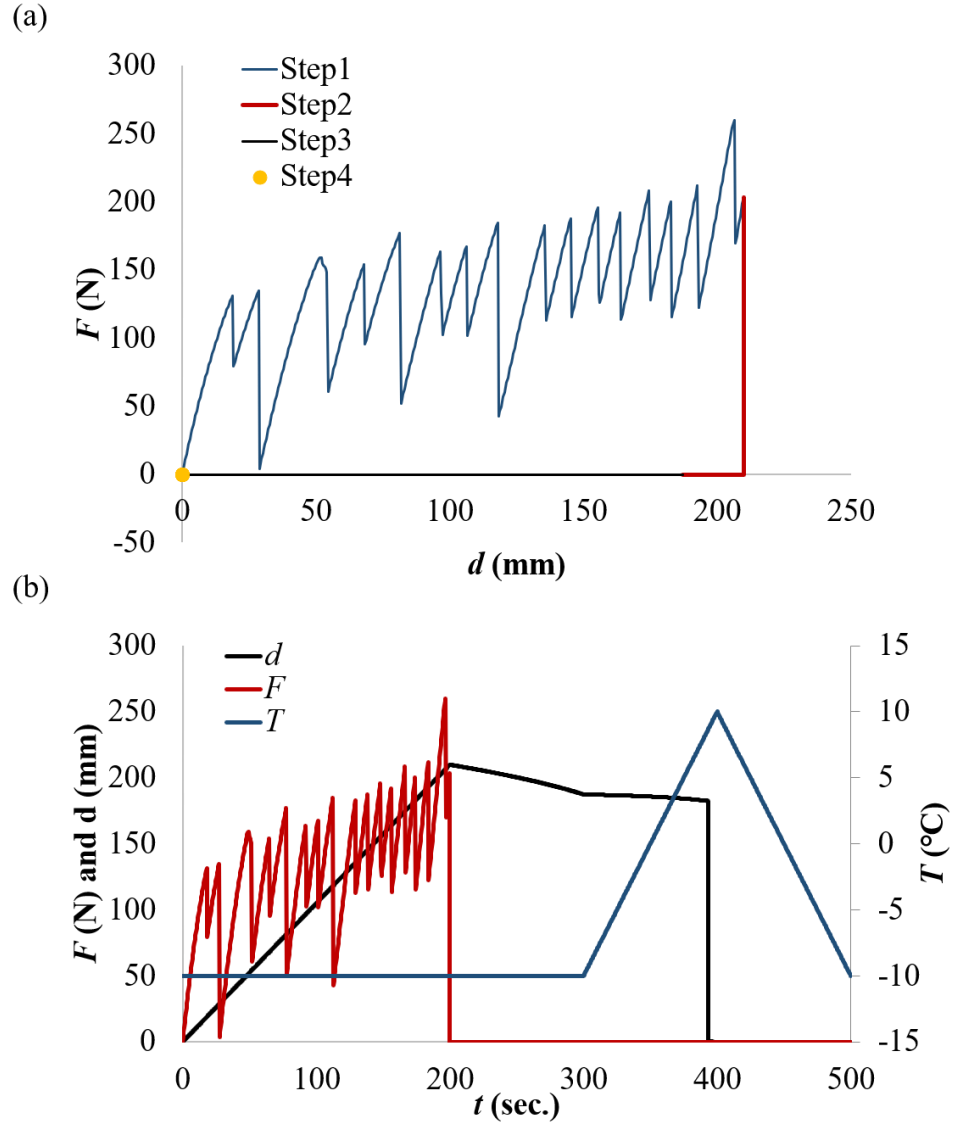 (a)
300
250
200
150
100
50
0
-50
F (N)
Step1
Step2
Step3
Step4
0 50 100 150 200 250
d (mm)
(b)
300
250
200
150
100
50
0
F (N) and d (mm)
d
F
T
15
10
5
0
-5
-10
-15
T (°C)
0 100 200 300 400 500
t (sec.)